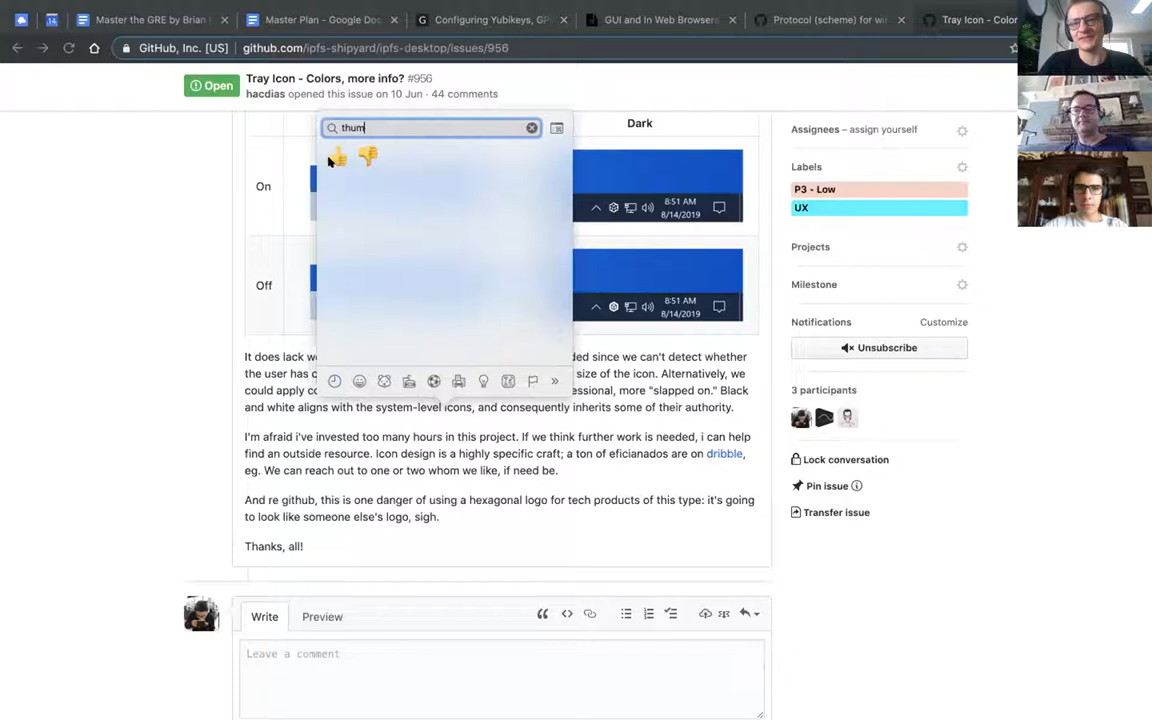 Master the GRE by Brian
Master Plan - Google Doc
Configuring Yubikeys, GP
GUI and In Web Browsers
Protocol (scheme) for wi
Tray Icon - Colo
GitHub, Inc. [US]
github.com/ipfs-shipyard/ipfs-desktop/issues/956
Open
Tray Icon - Colors, more info? #956
hacdias opened this issue on 10 Jun · 44 comments
thum
Dark
On
8:51 AM
8/14/2019
Off
8:51 AM
8/14/2019
It does lack
ded since we can't detect whether
the user has
size of the icon. Alternatively, we
could apply
essional, more "slapped on." Black
and white aligns with the system-level icons, and consequently inherits some of their authority.
I'm afraid i've invested too many hours in this project. If we think further work is needed, i can help
find an outside resource. Icon design is a highly specific craft; a ton of eficianados are on dribble,
eg. We can reach out to one or two whom we like, if need be.
And re github, this is one danger of using a hexagonal logo for tech products of this type: it's going
to look like someone else's logo, sigh.
Thanks, all!
Write
Preview
Leave a comment
Assignees – assign yourself
Labels
P3 - Low
UX
Projects
Milestone
Notifications
Customize
Unsubscribe
3 participants
Lock conversation
Pin issue
Transfer issue